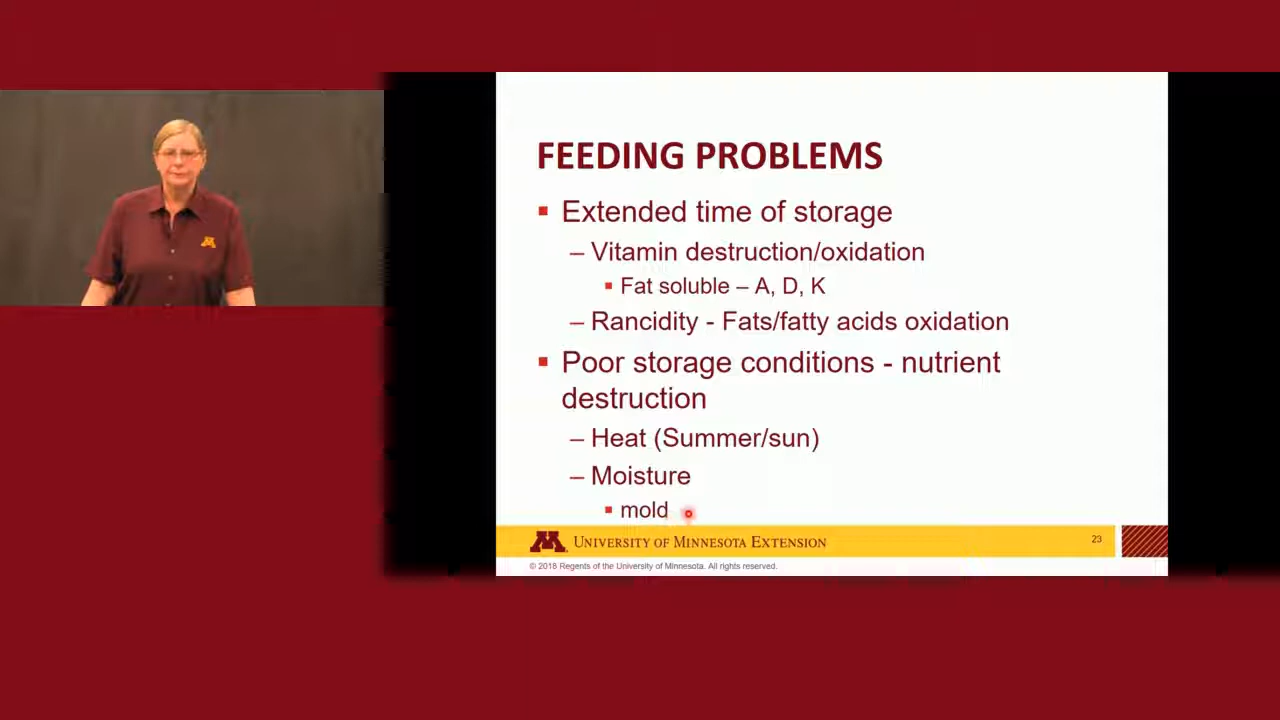 FEEDING PROBLEMS
▪ Extended time of storage
– Vitamin destruction/oxidation
▪ Fat soluble – A, D, K
– Rancidity - Fats/fatty acids oxidation
▪ Poor storage conditions - nutrient
destruction
– Heat (Summer/sun)
– Moisture
▪ mold
M UNIVERSITY OF MINNESOTA EXTENSION
23
© 2018 Regents of the University of Minnesota. All rights reserved.
M